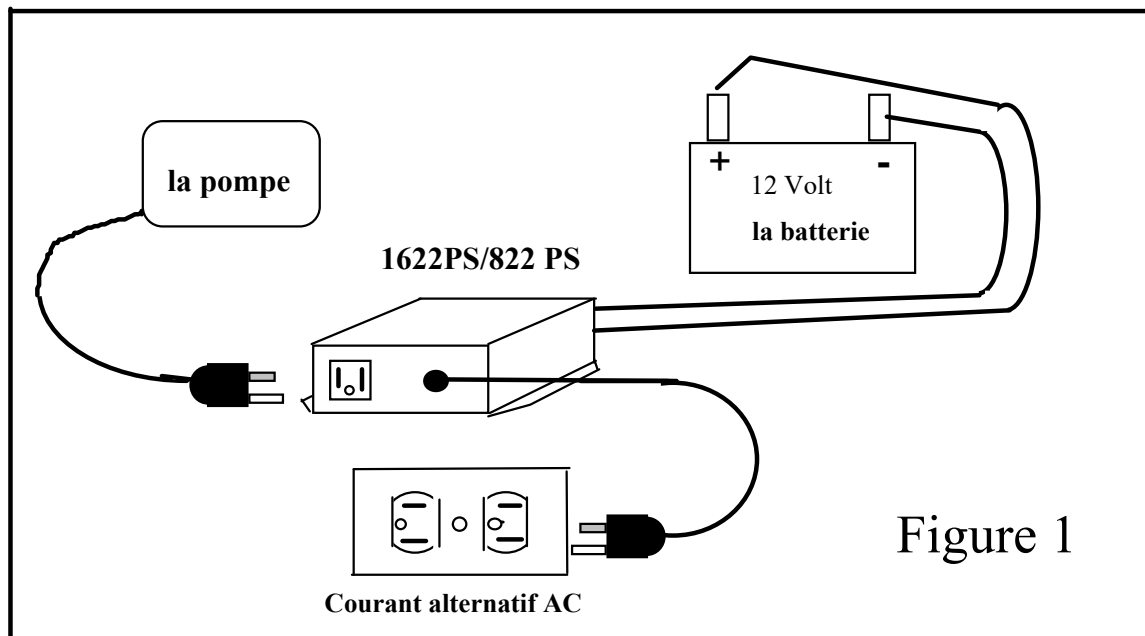 la pompe
+ -
12 Volt
la batterie
1622PS/822 PS
Courant alternatif AC
Figure 1